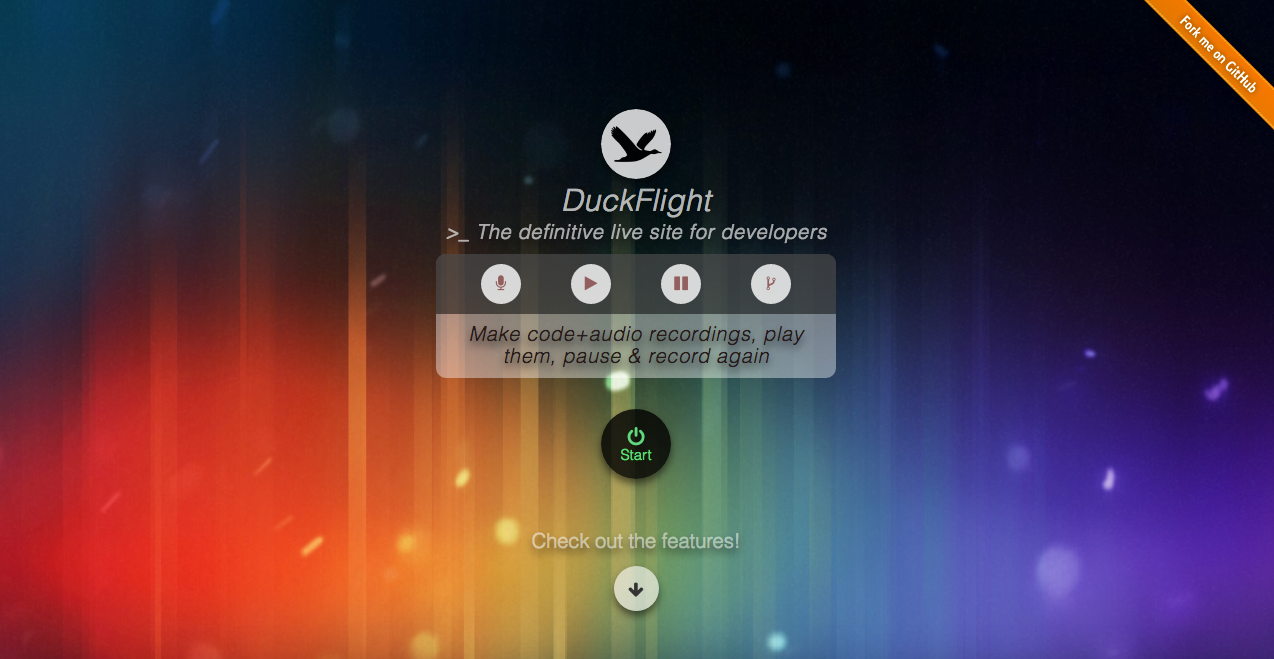 Fork me on GitHub
DuckFlight
>_ The definitive live site for developers
Make code+audio recordings, play
them, pause & record again
Start
Check out the features!